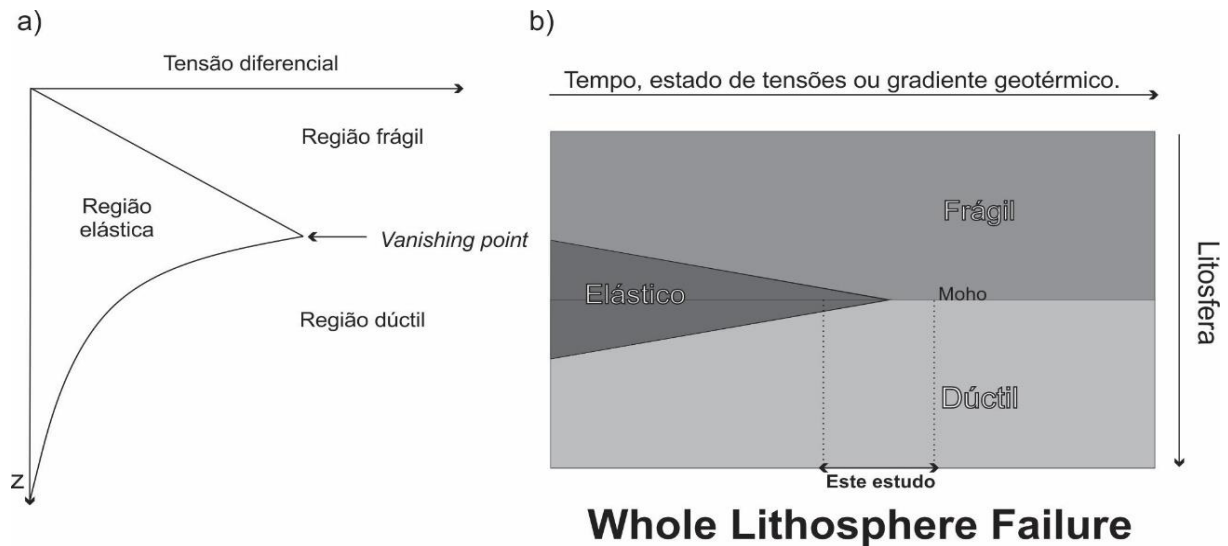 a)
Tensão diferencial
Região frágil
Região
elástica
Vanishing point
Região dúctil
z
b)
Tempo, estado de tensões ou gradiente geotérmico.
Frágil
Elástico
Moho
Dúctil
Litosfera
Este estudo
Whole Lithosphere Failure